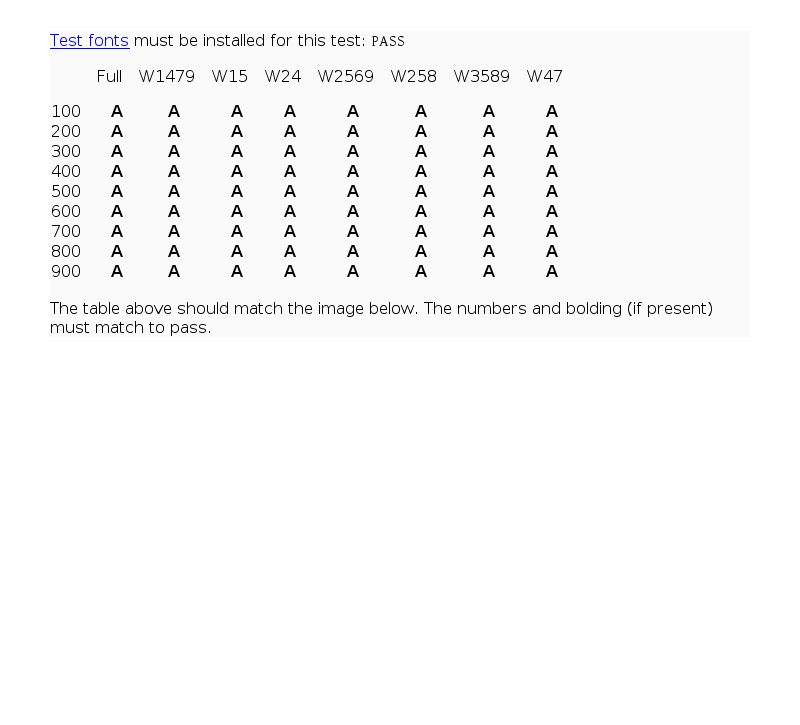 Test fonts must be installed for this test: PASS
Full W1479 W15 W24 W2569 W258 W3589 W47
100 A A A A A A A A
200 A A A A A A A A
300 A A A A A A A A
400 A A A A A A A A
500 A A A A A A A A
600 A A A A A A A A
700 A A A A A A A A
800 A A A A A A A A
900 A A A A A A A A
The table above should match the image below. The numbers and bolding (if present)
must match to pass.